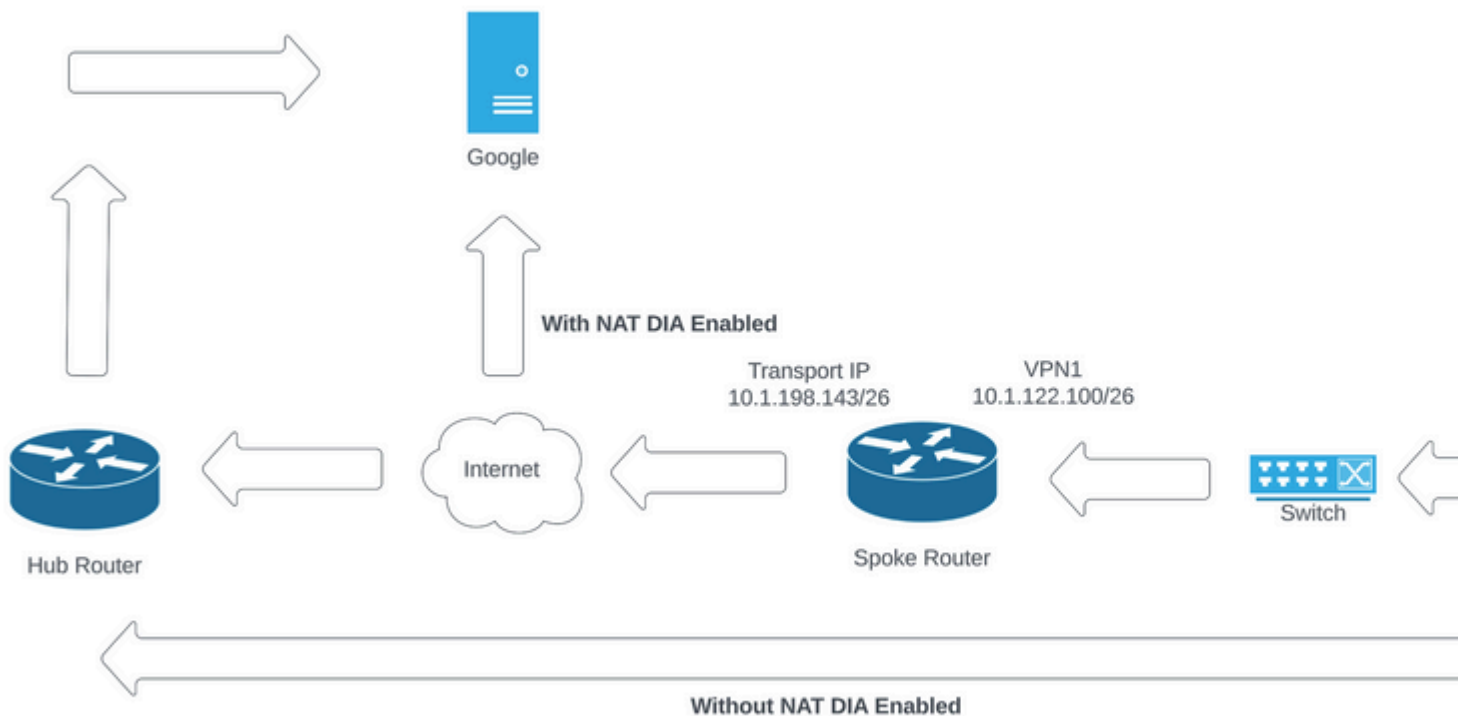 Google
With NAT DIA Enabled
Transport IP
10.1.198.143/26
VPN1
10.1.122.100/26
Internet
Switch
Hub Router
Spoke Router
Without NAT DIA Enabled